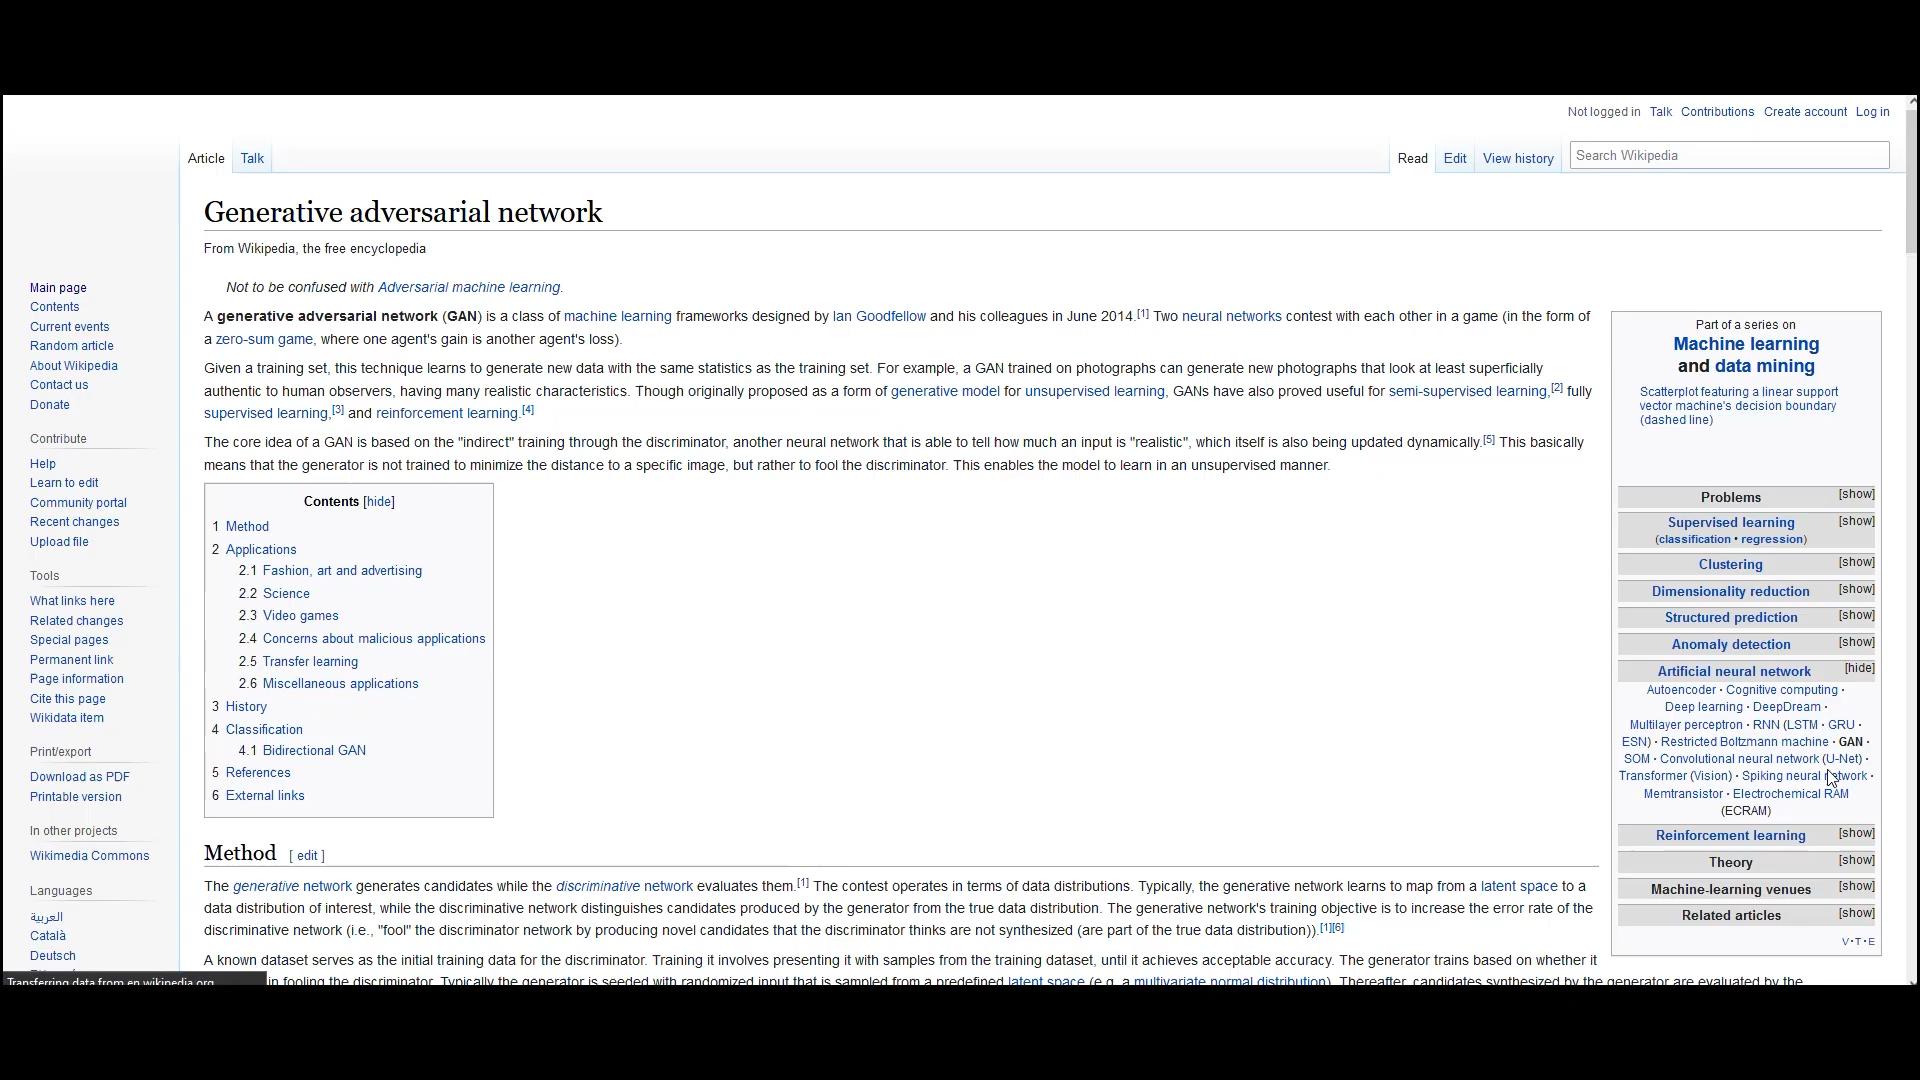 Not logged in Talk Contributions Create account Log in
Article Talk Read Edit View history Search Wikipedia
Generative adversarial network
From Wikipedia, the free encyclopedia
Not to be confused with Adversarial machine learning.
A generative adversarial network (GAN) is a class of machine learning frameworks designed by Ian Goodfellow and his colleagues in June 2014.[1] Two neural networks contest with each other in a game (in the form of
a zero-sum game, where one agent's gain is another agent's loss).
Given a training set, this technique learns to generate new data with the same statistics as the training set. For example, a GAN trained on photographs can generate new photographs that look at least superficially
authentic to human observers, having many realistic characteristics. Though originally proposed as a form of generative model for unsupervised learning, GANs have also proved useful for semi-supervised learning,[2] fully
supervised learning,[3] and reinforcement learning.[4]
The core idea of a GAN is based on the "indirect" training through the discriminator, another neural network that is able to tell how much an input is "realistic", which itself is also being updated dynamically.[5] This basically
means that the generator is not trained to minimize the distance to a specific image, but rather to fool the discriminator. This enables the model to learn in an unsupervised manner.
Contents [hide]
1 Method
2 Applications
2.1 Fashion, art and advertising
2.2 Science
2.3 Video games
2.4 Concerns about malicious applications
2.5 Transfer learning
2.6 Miscellaneous applications
3 History
4 Classification
4.1 Bidirectional GAN
5 References
6 External links
Method [ edit ]
The generative network generates candidates while the discriminative network evaluates them.[1] The contest operates in terms of data distributions. Typically, the generative network learns to map from a latent space to a
data distribution of interest, while the discriminative network distinguishes candidates produced by the generator from the true data distribution. The generative network's training objective is to increase the error rate of the
discriminative network (i.e., "fool" the discriminator network by producing novel candidates that the discriminator thinks are not synthesized (are part of the true data distribution)).[1][6]
A known dataset serves as the initial training data for the discriminator. Training it involves presenting it with samples from the training dataset, until it achieves acceptable accuracy. The generator trains based on whether it
in fooling the discriminator. Typically the generator is seeded with randomized input that is sampled from a predefined latent space (e.g. a multivariate normal distribution). Thereafter, candidates synthesized by the generator are evaluated by the
Part of a series on
Machine learning
and data mining
Scatterplot featuring a linear support
vector machine's decision boundary
(dashed line)
Problems [show]
Supervised learning [show]
(classification • regression)
Clustering [show]
Dimensionality reduction [show]
Structured prediction [show]
Anomaly detection [show]
Artificial neural network [hide]
Autoencoder · Cognitive computing ·
Deep learning · DeepDream ·
Multilayer perceptron · RNN (LSTM · GRU ·
ESN) · Restricted Boltzmann machine · GAN ·
SOM · Convolutional neural network (U-Net) ·
Transformer (Vision) · Spiking neural network ·
Memtransistor · Electrochemical RAM
(ECRAM)
Reinforcement learning [show]
Theory [show]
Machine-learning venues [show]
Related articles [show]
V·T·E
Main page
Contents
Current events
Random article
About Wikipedia
Contact us
Donate
Contribute
Help
Learn to edit
Community portal
Recent changes
Upload file
Tools
What links here
Related changes
Special pages
Permanent link
Page information
Cite this page
Wikidata item
Print/export
Download as PDF
Printable version
In other projects
Wikimedia Commons
Languages
العربية
Català
Deutsch
Transferring data from en.wikipedia.org